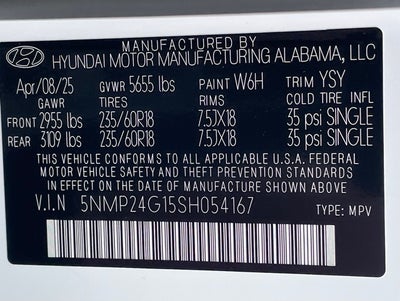 MANUFACTURED BY
HYUNDAI MOTOR MANUFACTURING ALABAMA, LLC
Apr/08/25 GVWR 5655 lbs PAINT W6H TRIM YSY
GAWR TIRES RIMS COLD TIRE INFL
FRONT 2955 lbs 235/60R18 7.5JX18 35 psi SINGLE
REAR 3109 lbs 235/60R18 7.5JX18 35 psi SINGLE
THIS VEHICLE CONFORMS TO ALL APPLICABLE U.S.A. FEDERAL
MOTOR VEHICLE SAFETY AND THEFT PREVENTION STANDARDS
IN EFFECT ON THE DATE OF MANUFACTURE SHOWN ABOVE.
V.I.N 5NMP24G15SH054167 TYPE: MPV